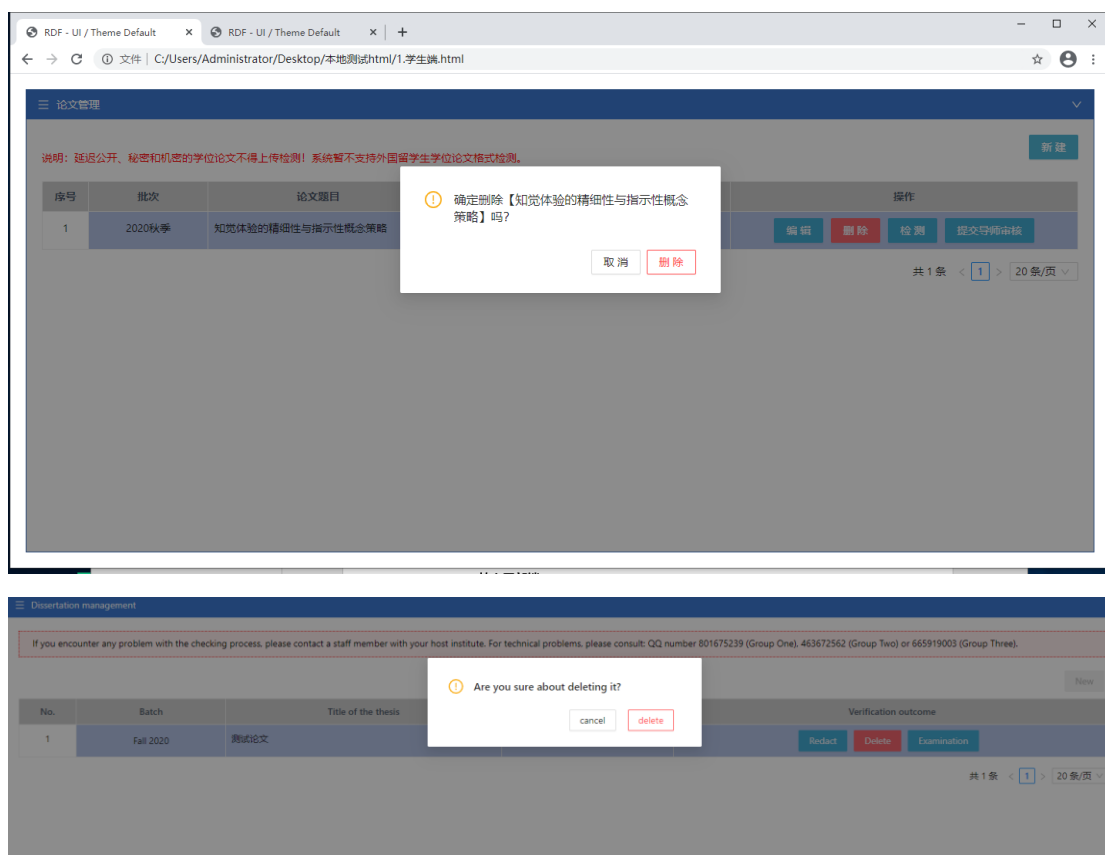 RDF - UI / Theme Default
RDF - UI / Theme Default
文件 | C:/Users/Administrator/Desktop/本地测试html/1.学生端.html
论文管理
说明：延迟公开、秘密和机密的学位论文不得上传检测！系统暂不支持外国留学生学位论文格式检测。
新 建
序号 批次 论文题目 操作
1 2020秋季 知觉体验的精细性与指示性概念策略 编 辑 删 除 检 测 提交导师审核
确定删除【知觉体验的精细性与指示性概念
策略】吗？
取 消 删 除
共 1 条 < 1 > 20 条/页
Dissertation management
If you encounter any problem with the checking process, please contact a staff member with your host institute. For technical problems, please consult: QQ number 801675239 (Group One), 463672562 (Group Two) or 665919003 (Group Three).
New
Are you sure about deleting it?
cancel delete
No. Batch Title of the thesis Verification outcome
1 Fall 2020 测试论文 Redact Delete Examination
共 1 条 < 1 > 20 条/页